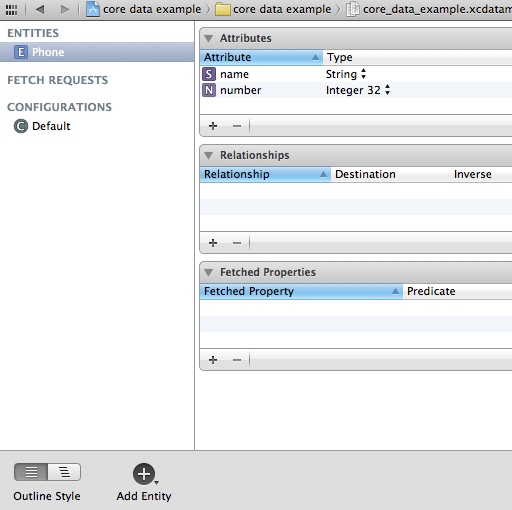 core data example
core data example
core_data_example.xcdatam
ENTITIES
E Phone
FETCH REQUESTS
CONFIGURATIONS
C Default
Attributes
Attribute Type
S name String
N number Integer 32
Relationships
Relationship Destination Inverse
Fetched Properties
Fetched Property Predicate
Outline Style Add Entity